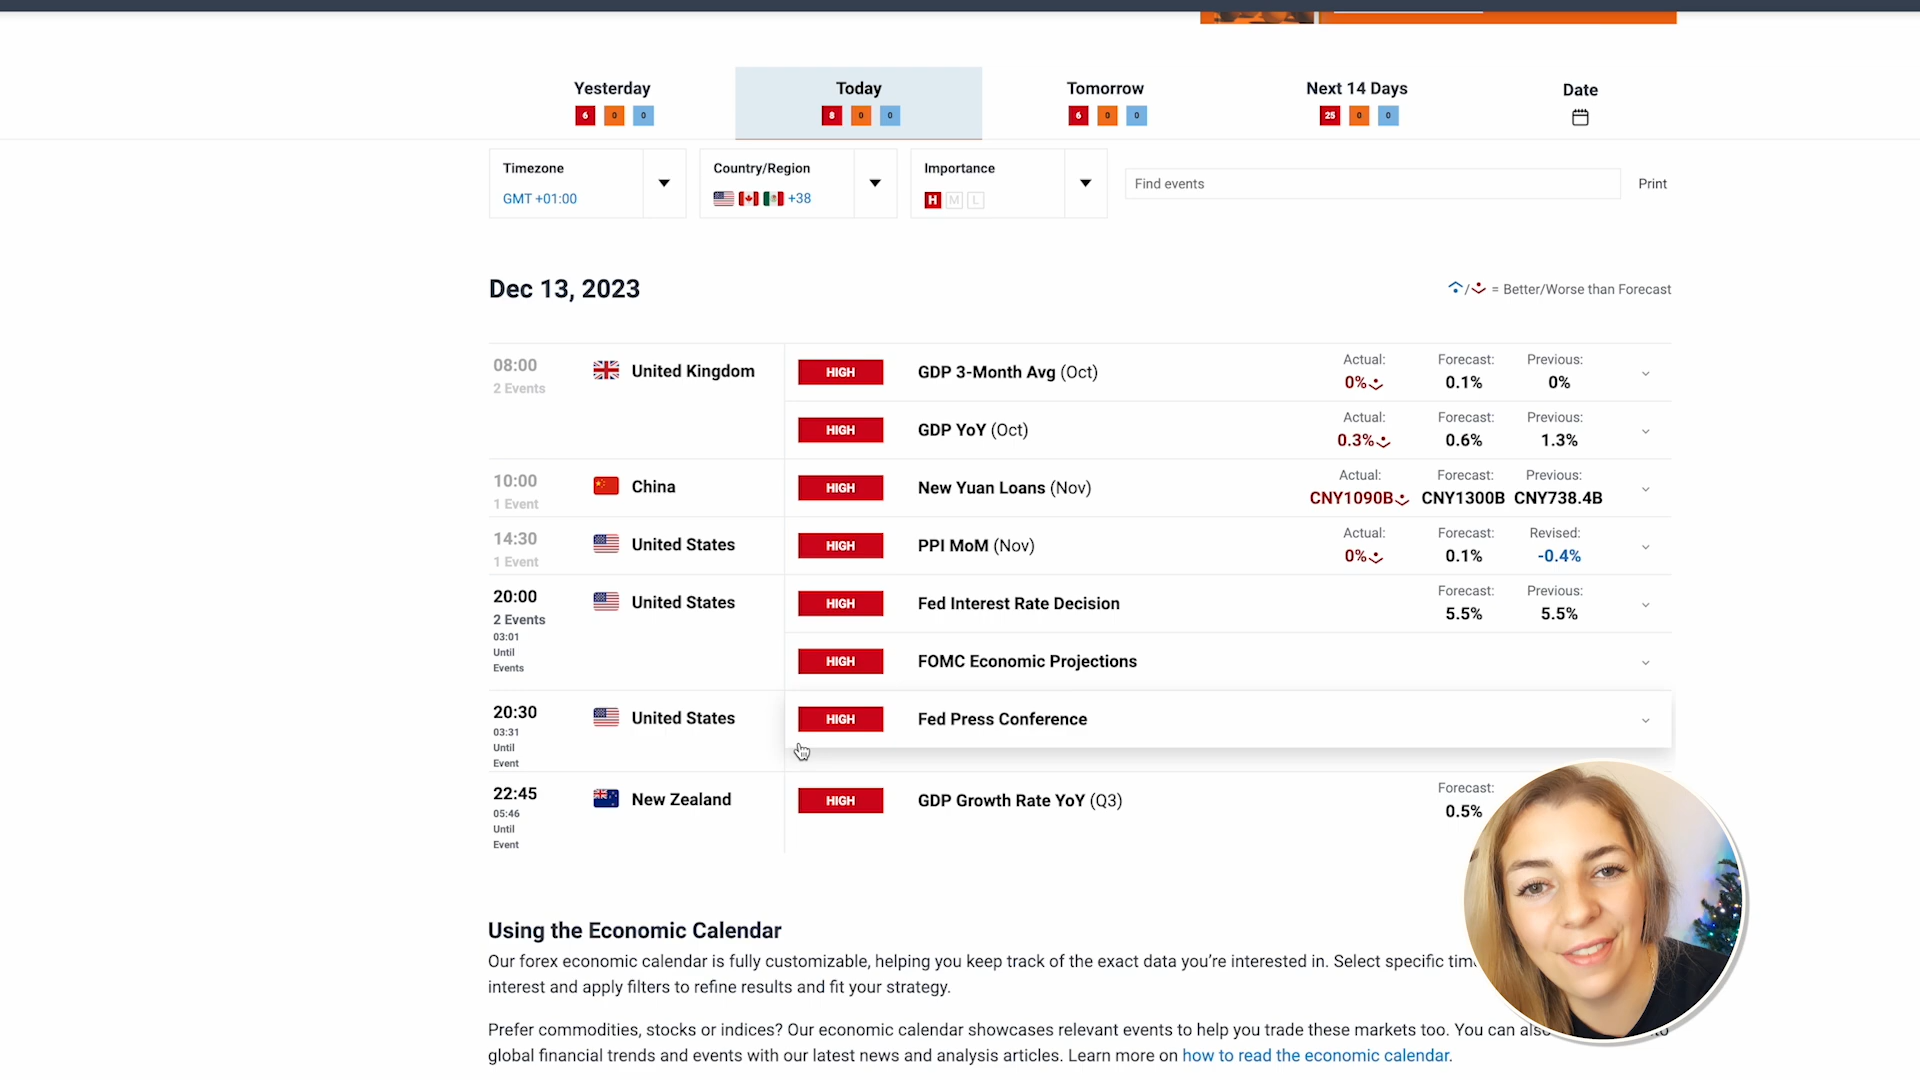 Yesterday Today Tomorrow Next 14 Days Date
6 0 0 8 0 0 6 0 0 25 0 0
Timezone Country/Region Importance
GMT +01:00 +38 H M L Find events Print
Dec 13, 2023 / = Better/Worse than Forecast
08:00 United Kingdom HIGH GDP 3-Month Avg (Oct) Actual: Forecast: Previous:
2 Events 0% 0.1% 0%
HIGH GDP YoY (Oct) Actual: Forecast: Previous:
0.3% 0.6% 1.3%
10:00 China HIGH New Yuan Loans (Nov) Actual: Forecast: Previous:
1 Event CNY1090B CNY1300B CNY738.4B
14:30 United States HIGH PPI MoM (Nov) Actual: Forecast: Revised:
1 Event 0% 0.1% -0.4%
20:00 United States HIGH Fed Interest Rate Decision Forecast: Previous:
2 Events 5.5% 5.5%
03:01
Until
Events
HIGH FOMC Economic Projections
20:30 United States HIGH Fed Press Conference
03:31
Until
Event
22:45 New Zealand HIGH GDP Growth Rate YoY (Q3) Forecast:
05:46 0.5%
Until
Event
Using the Economic Calendar
Our forex economic calendar is fully customizable, helping you keep track of the exact data you're interested in. Select specific
interest and apply filters to refine results and fit your strategy.
Prefer commodities, stocks or indices? Our economic calendar showcases relevant events to help you trade these markets too. You can
global financial trends and events with our latest news and analysis articles. Learn more on how to read the economic calendar.